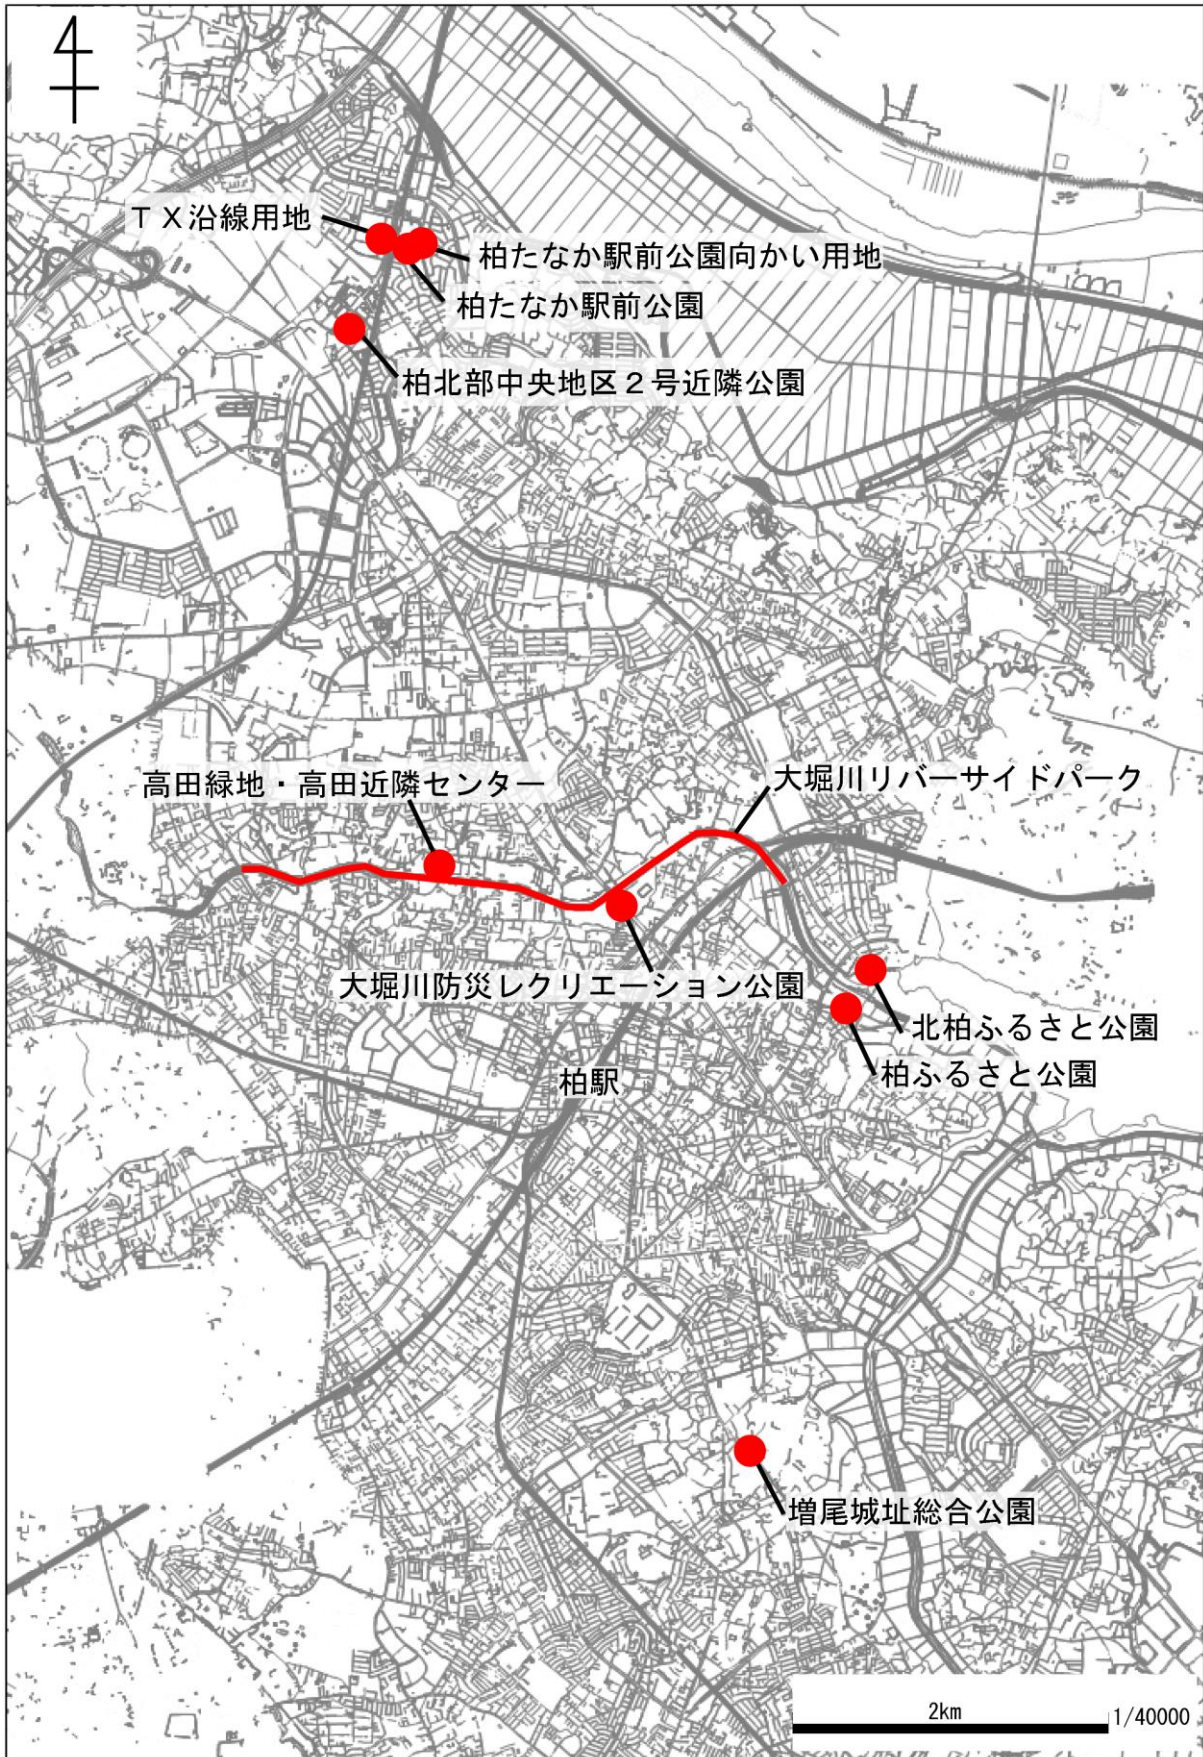 TX沿線用地
柏たなか駅前公園向かい用地
柏たなか駅前公園
柏北部中央地区2号近隣公園
高田緑地・高田近隣センター
大堀川リバーサイドパーク
大堀川防災レクリエーション公園
北柏ふるさと公園
柏ふるさと公園
柏駅
増尾城址総合公園
2km
1/40000